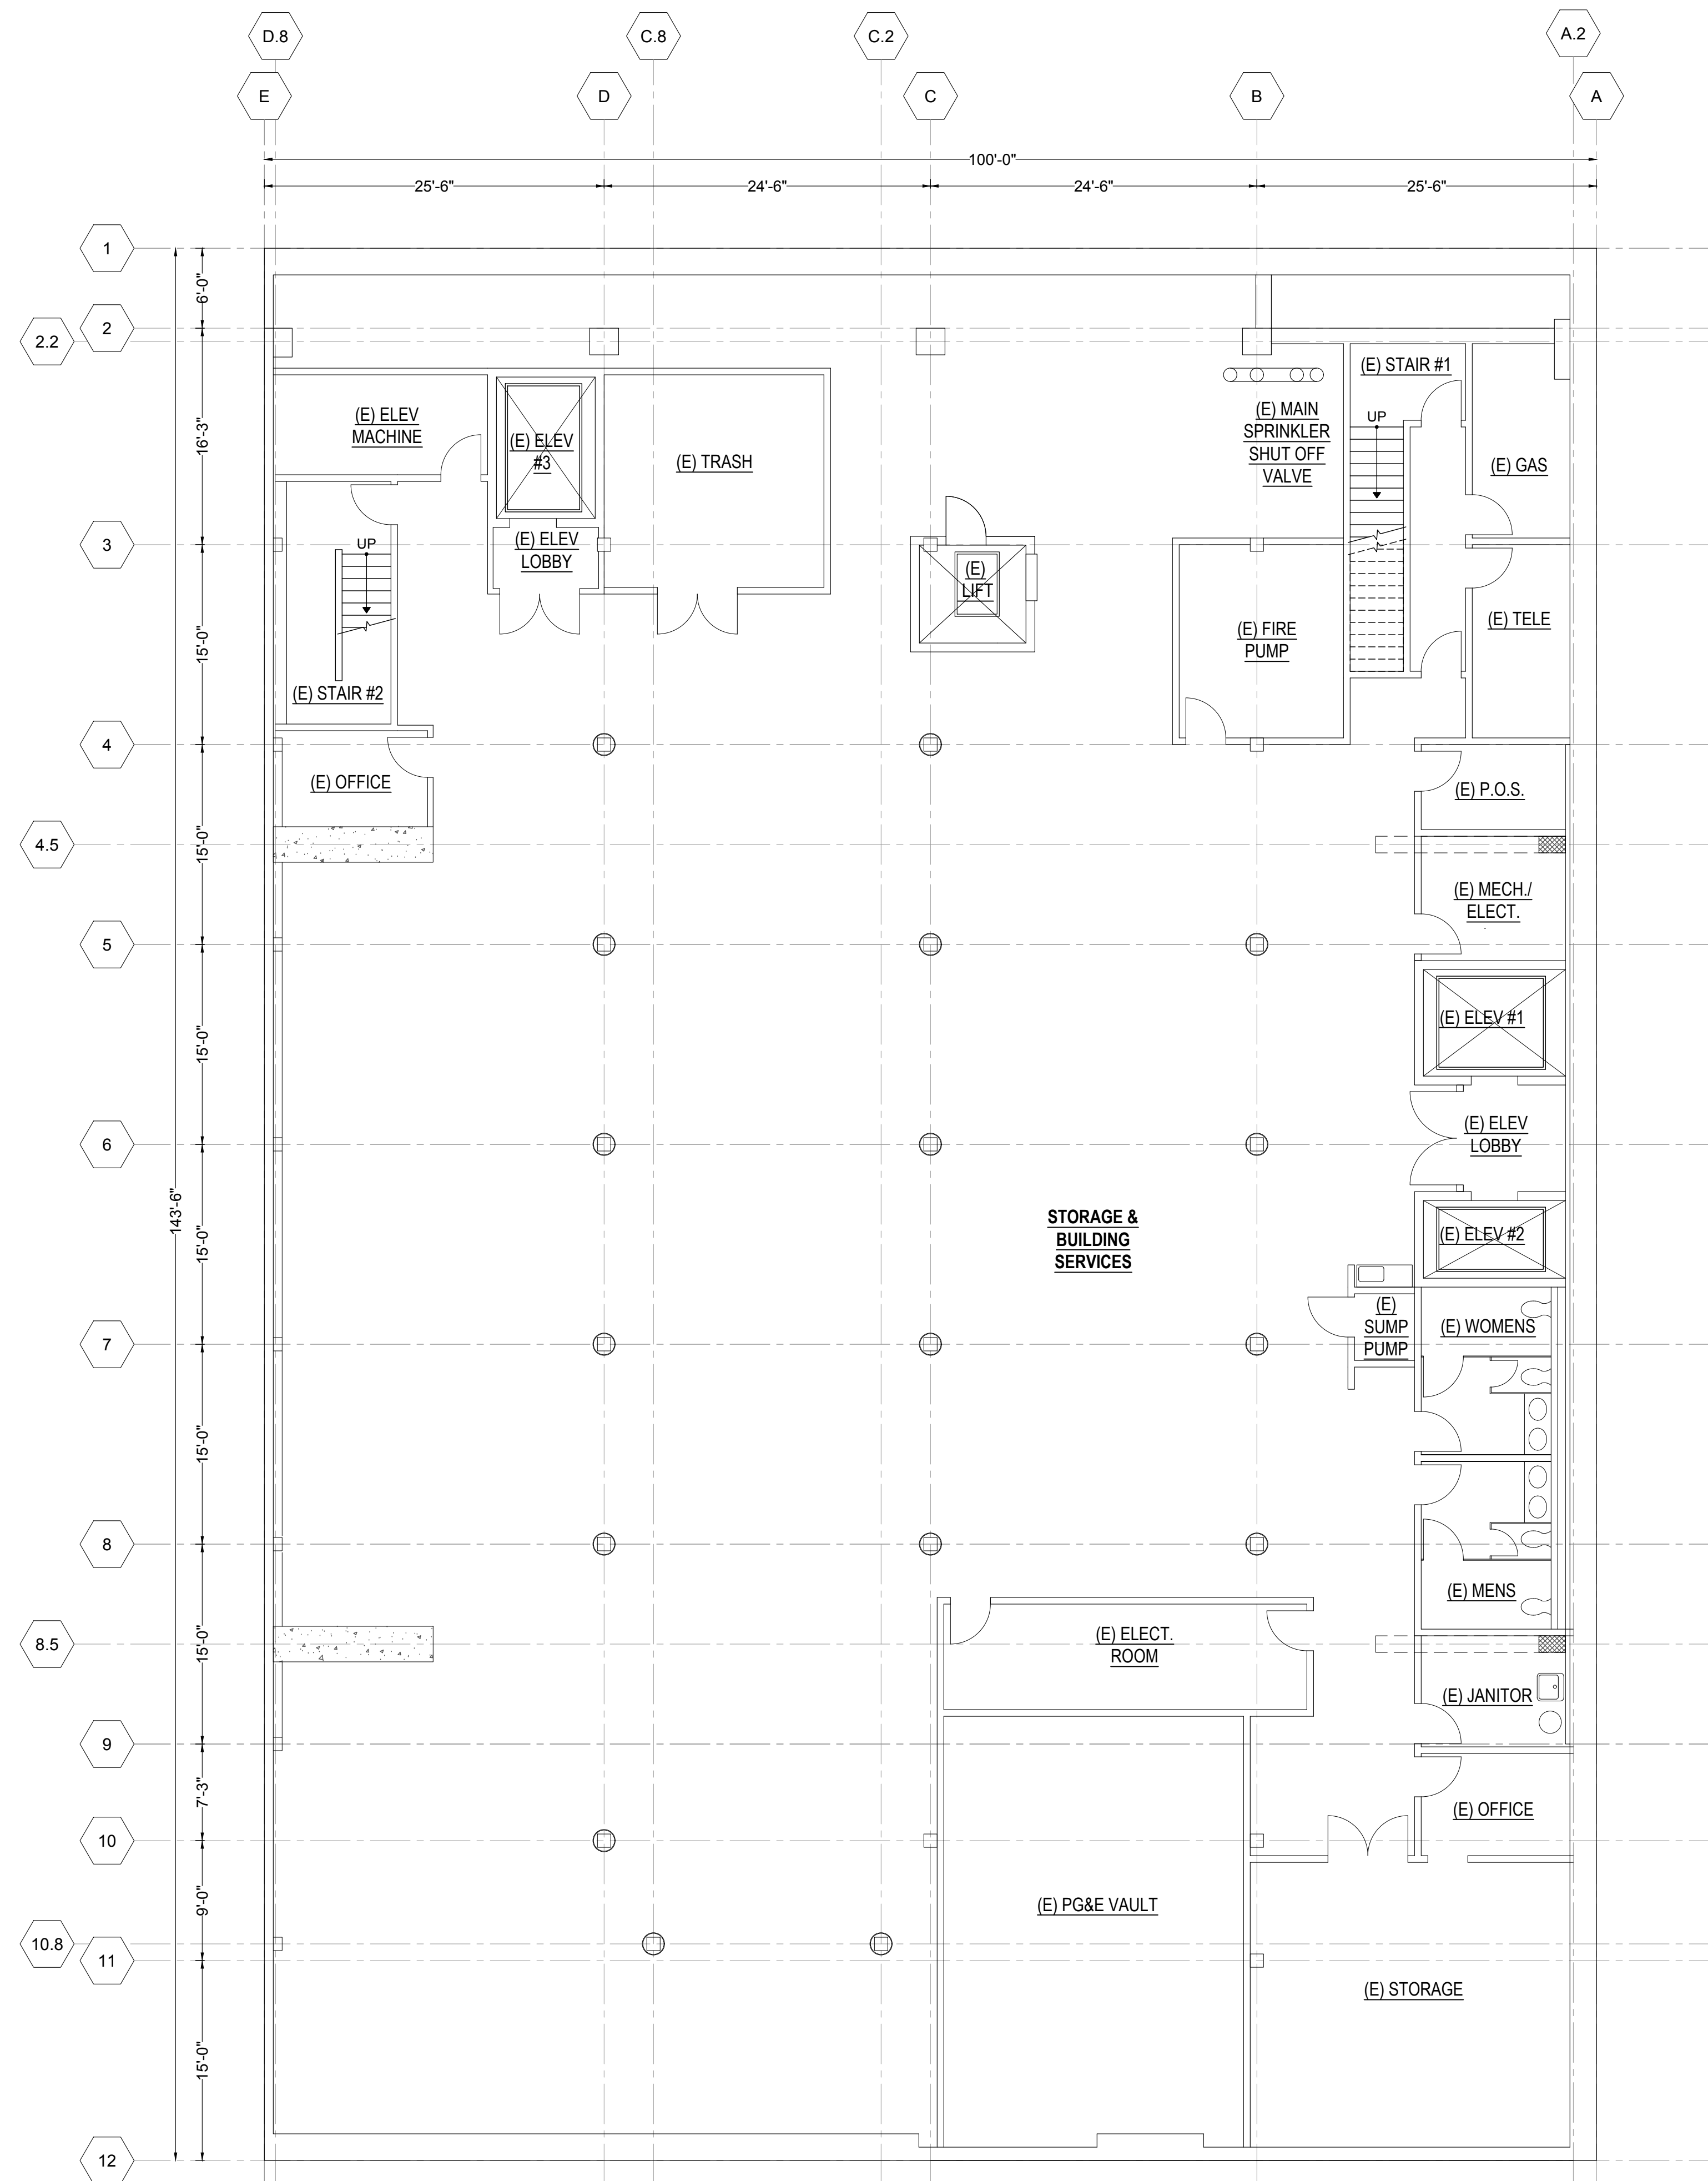 D.8
C.8
C.2
A.2
E
D
C
B
A
100'-0"
25'-6"
24'-6"
24'-6"
25'-6"
1
6'-0"
2
2.2
(E) STAIR #1
(E) ELEV
MACHINE
(E) ELEV
#3
(E) TRASH
(E) MAIN
SPRINKLER
SHUT OFF
VALVE
UP
16'-3"
(E) GAS
3
UP
(E) ELEV
LOBBY
(E)
LIFT
(E) FIRE
PUMP
(E) TELE
15'-0"
(E) STAIR #2
4
(E) OFFICE
(E) P.O.S.
4.5
15'-0"
(E) MECH./
ELECT.
5
(E) ELEV #1
15'-0"
6
(E) ELEV
LOBBY
143'-6"
STORAGE &
BUILDING
SERVICES
15'-0"
(E) ELEV #2
(E)
SUMP
PUMP
(E) WOMENS
7
15'-0"
8
(E) MENS
8.5
15'-0"
(E) ELECT.
ROOM
(E) JANITOR
9
7'-3"
(E) OFFICE
10
9'-0"
(E) PG&E VAULT
10.8
11
(E) STORAGE
15'-0"
12